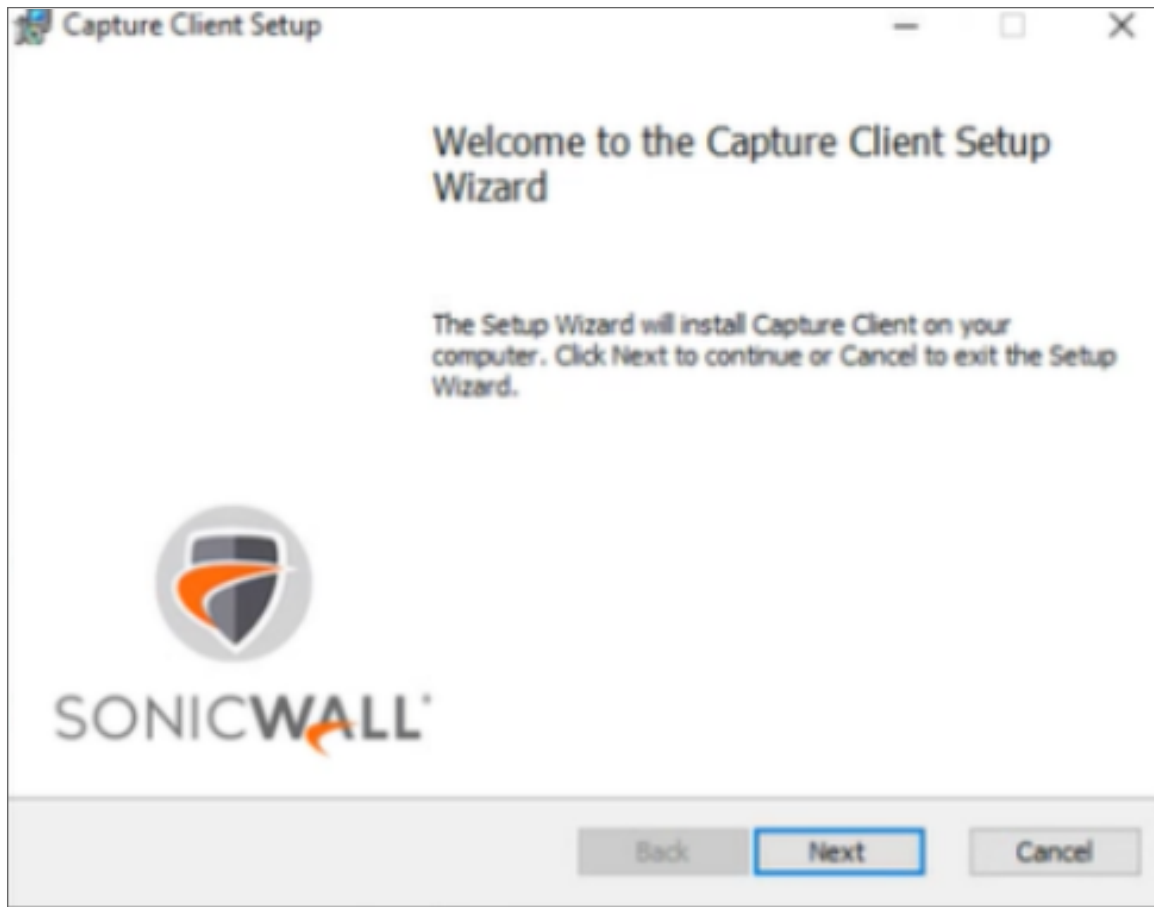 Capture Client Setup
Welcome to the Capture Client Setup
Wizard
The Setup Wizard will install Capture Client on your
computer. Click Next to continue or Cancel to exit the Setup
Wizard.
SONICWALL
Back Next Cancel